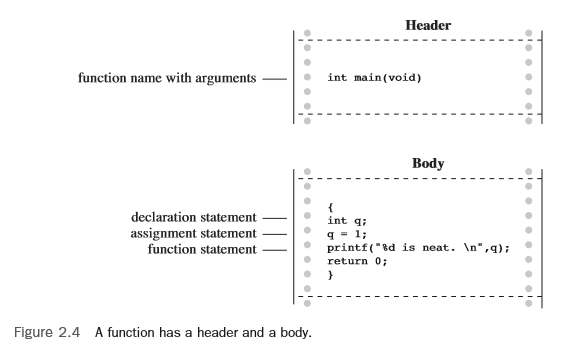 Header
function name with arguments
int main(void)
Body
{
declaration statement
int q;
assignment statement
q = 1;
function statement
printf("%d is neat. \n",q);
return 0;
}
Figure 2.4 A function has a header and a body.